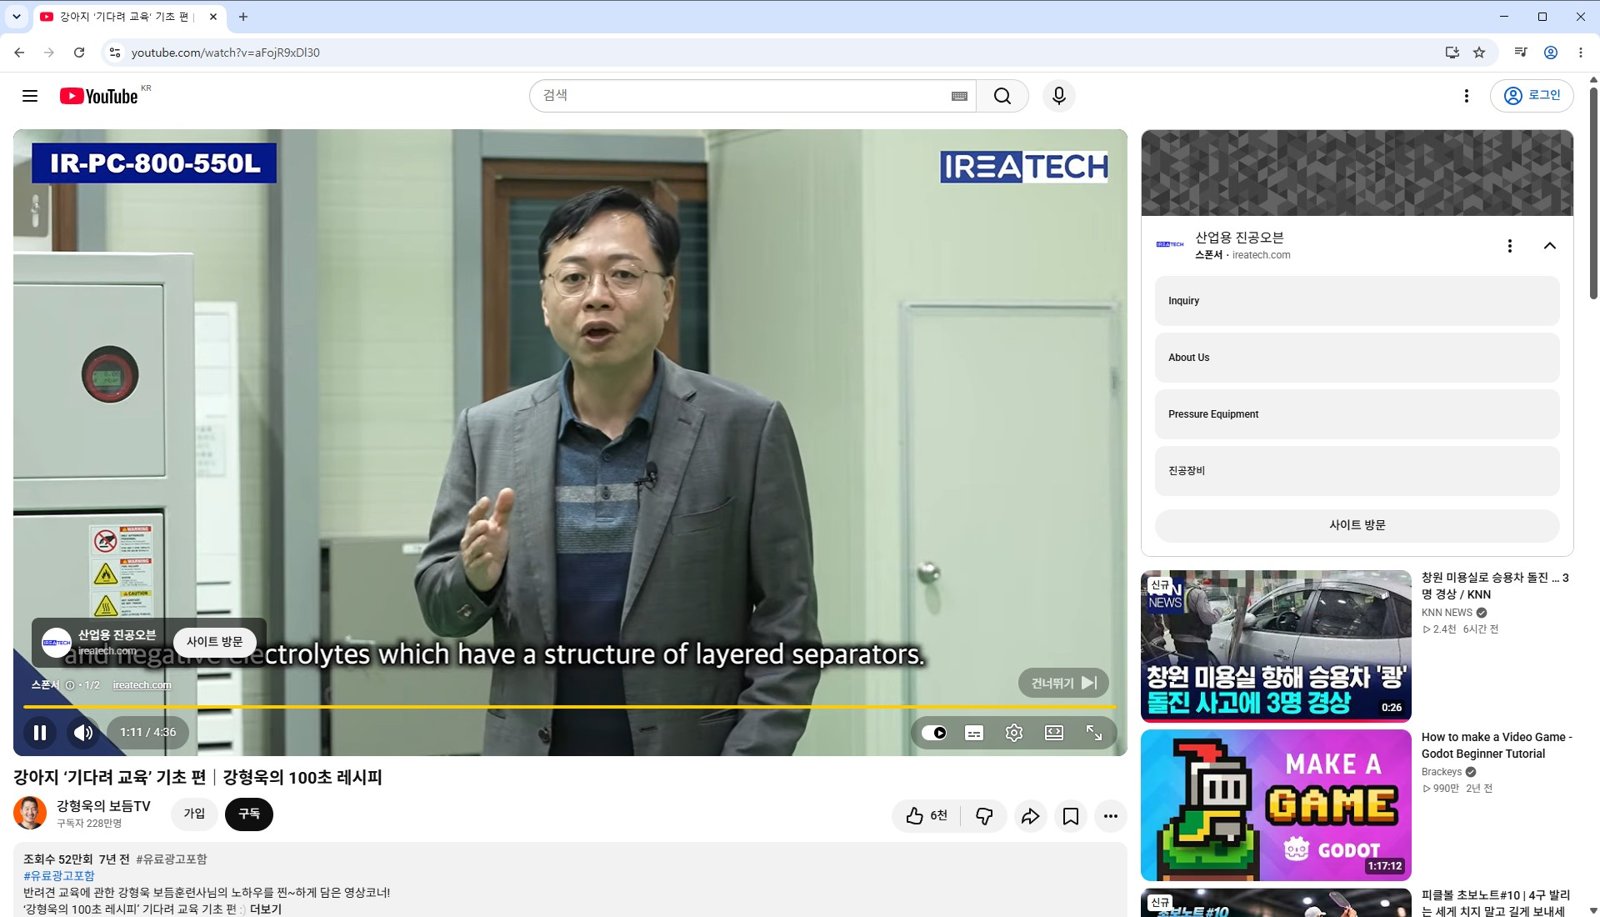 강아지 ‘기다려 교육’ 기초 편 |
youtube.com/watch?v=aFojR9xDl30
YouTube KR
검색
로그인
IR-PC-800-550L
IREATECH
and negative electrolytes which have a structure of layered separators.
IREATECH
산업용 진공오븐
ireatech.com
사이트 방문
스폰서 · 1/2 ireatech.com
건너뛰기
1:11 / 4:36
강아지 ‘기다려 교육’ 기초 편│강형욱의 100초 레시피
강형욱의 보듬TV
구독자 228만명
가입
구독
6천
조회수 52만회 7년 전 #유료광고포함
#유료광고포함
반려견 교육에 관한 강형욱 보듬훈련사님의 노하우를 찐~하게 담은 영상코너!
‘강형욱의 100초 레시피’ 기다려 교육 기초 편 :) 더보기
IREATECH
산업용 진공오븐
스폰서 · ireatech.com
Inquiry
About Us
Pressure Equipment
진공장비
사이트 방문
신규
KNN
NEWS
창원 미용실 향해 승용차 '쾅'
돌진 사고에 3명 경상
0:26
창원 미용실로 승용차 돌진 ... 3
명 경상 / KNN
KNN NEWS
2.4천 6시간 전
MAKE A
GAME
GODOT
1:17:12
How to make a Video Game -
Godot Beginner Tutorial
Brackeys
990만 2년 전
신규
피클볼 초보노트#10 | 4구 발리
는 세게 치지 말고 길게 보내세